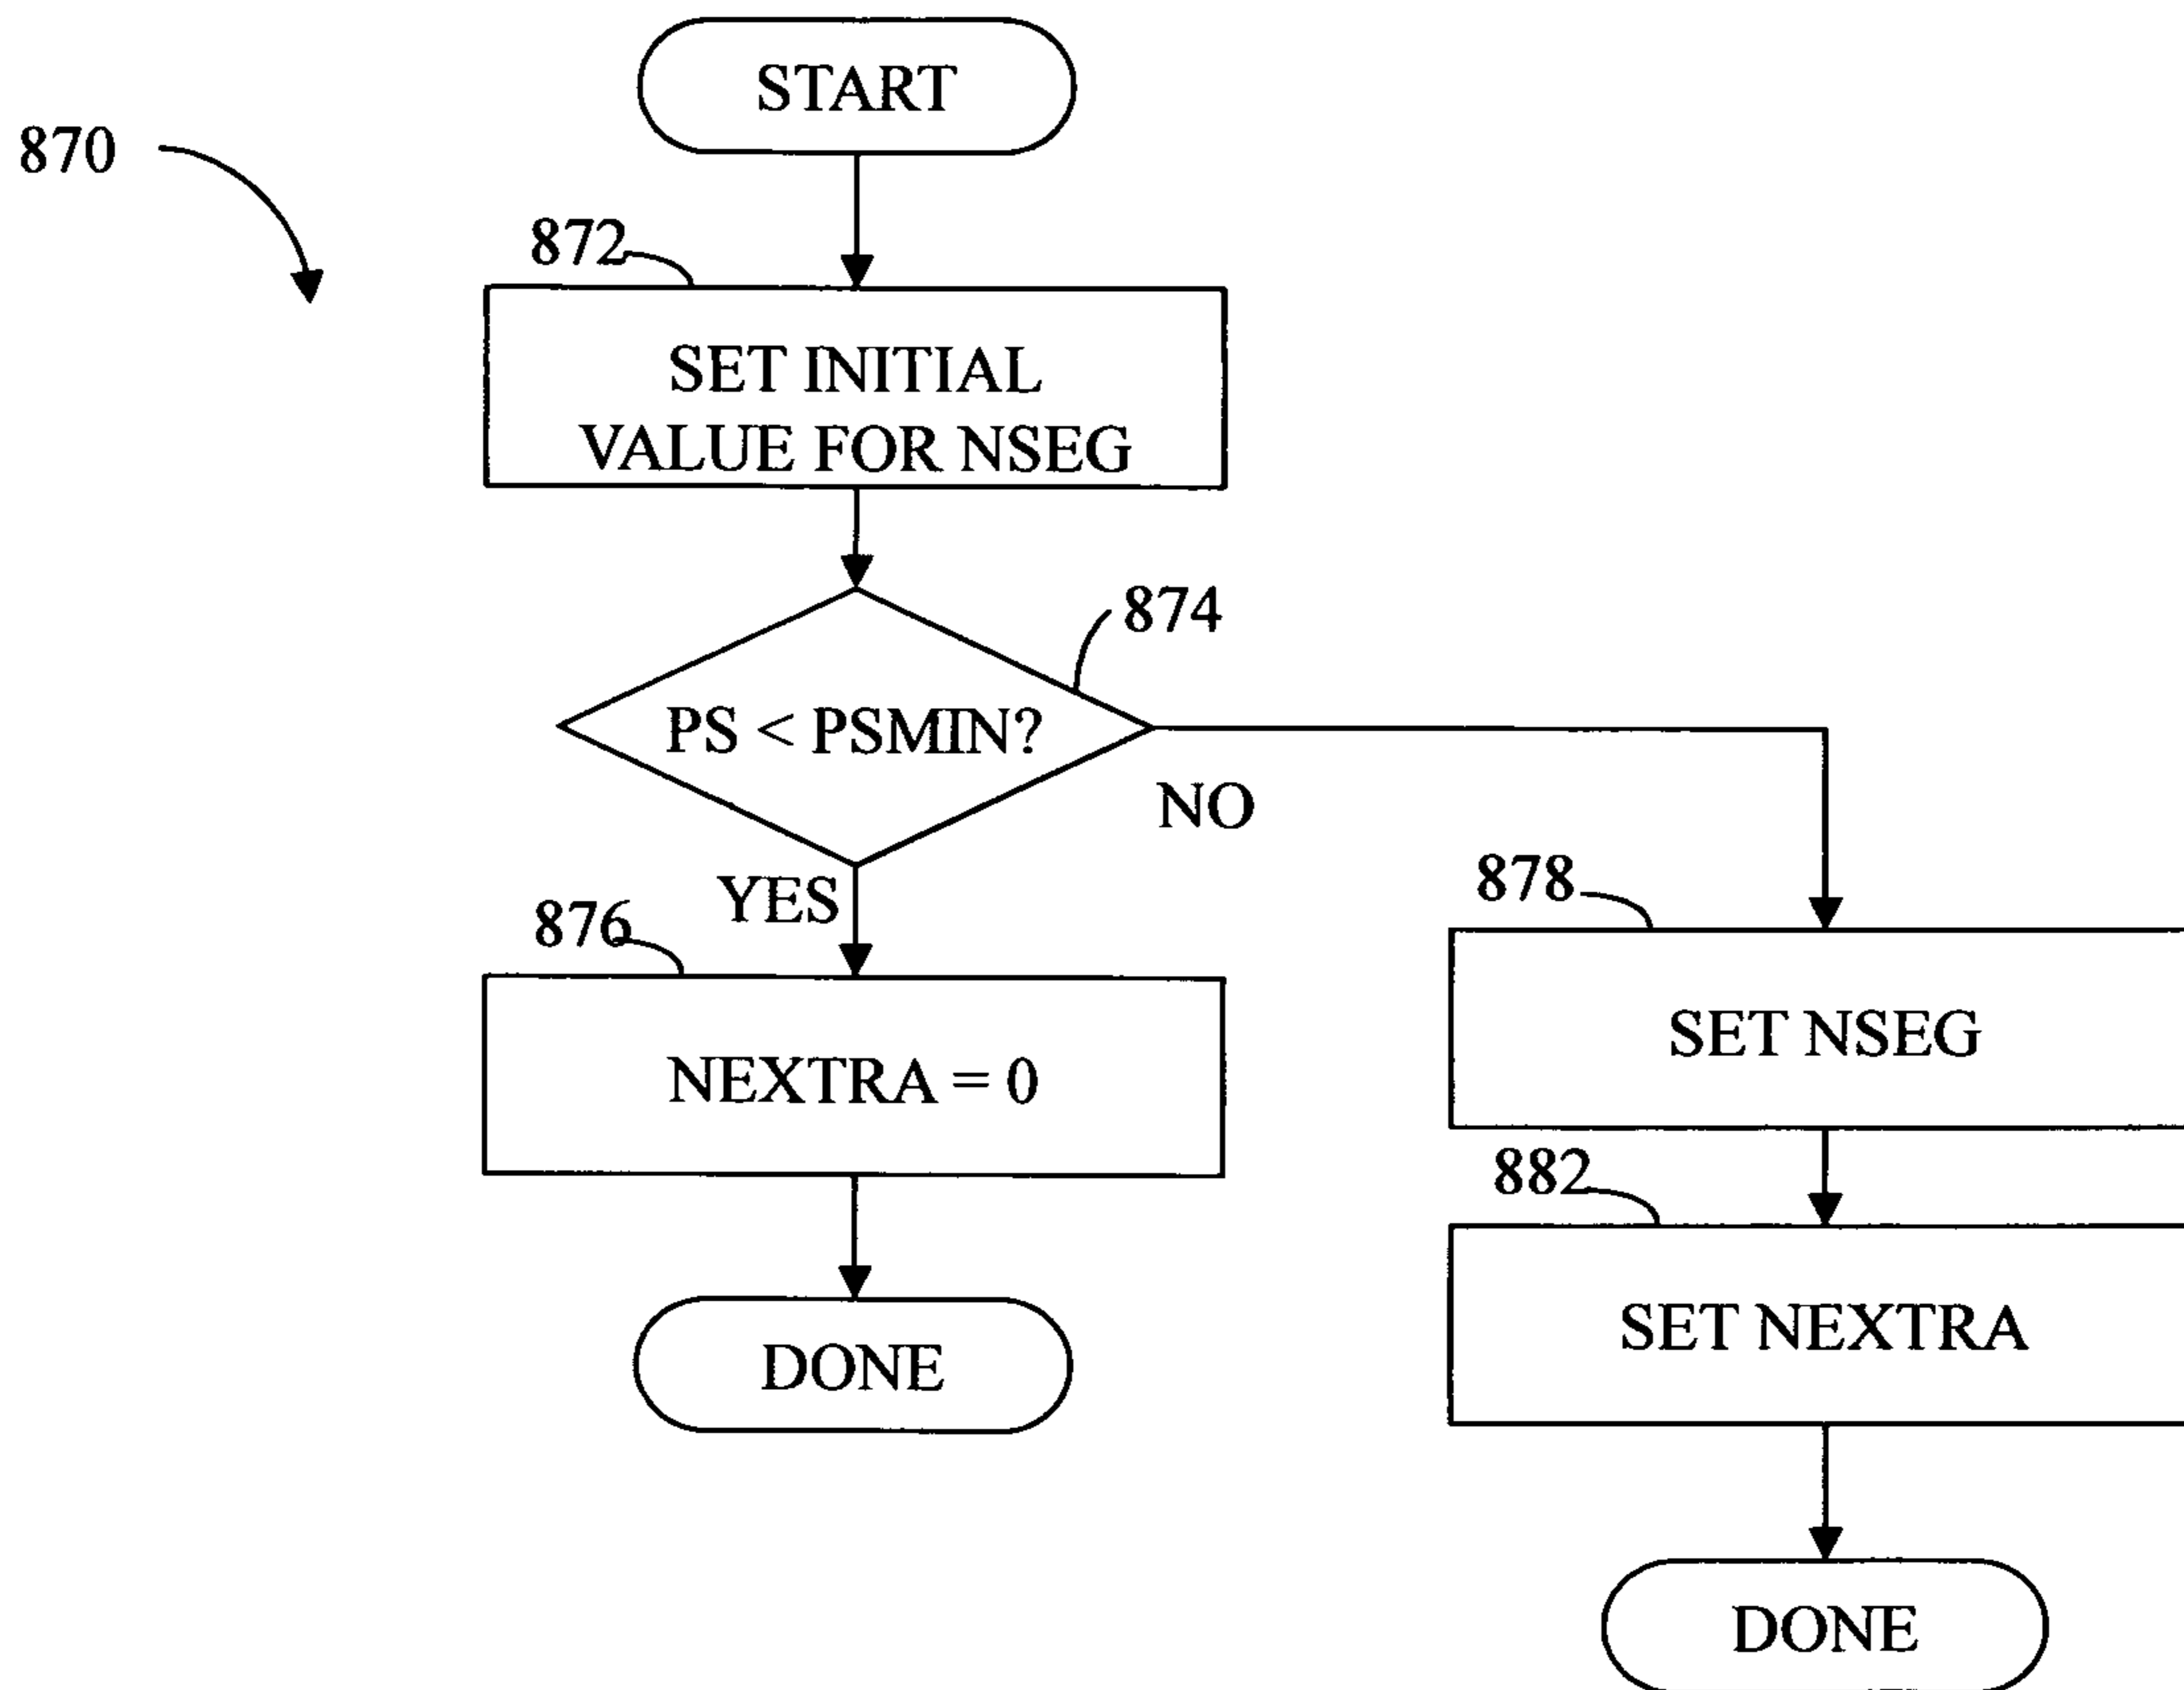 START
870
872
SET INITIAL
VALUE FOR NSEG
874
PS < PSMIN?
NO
YES
876
878
NEXTRA = 0
SET NSEG
882
SET NEXTRA
DONE
DONE